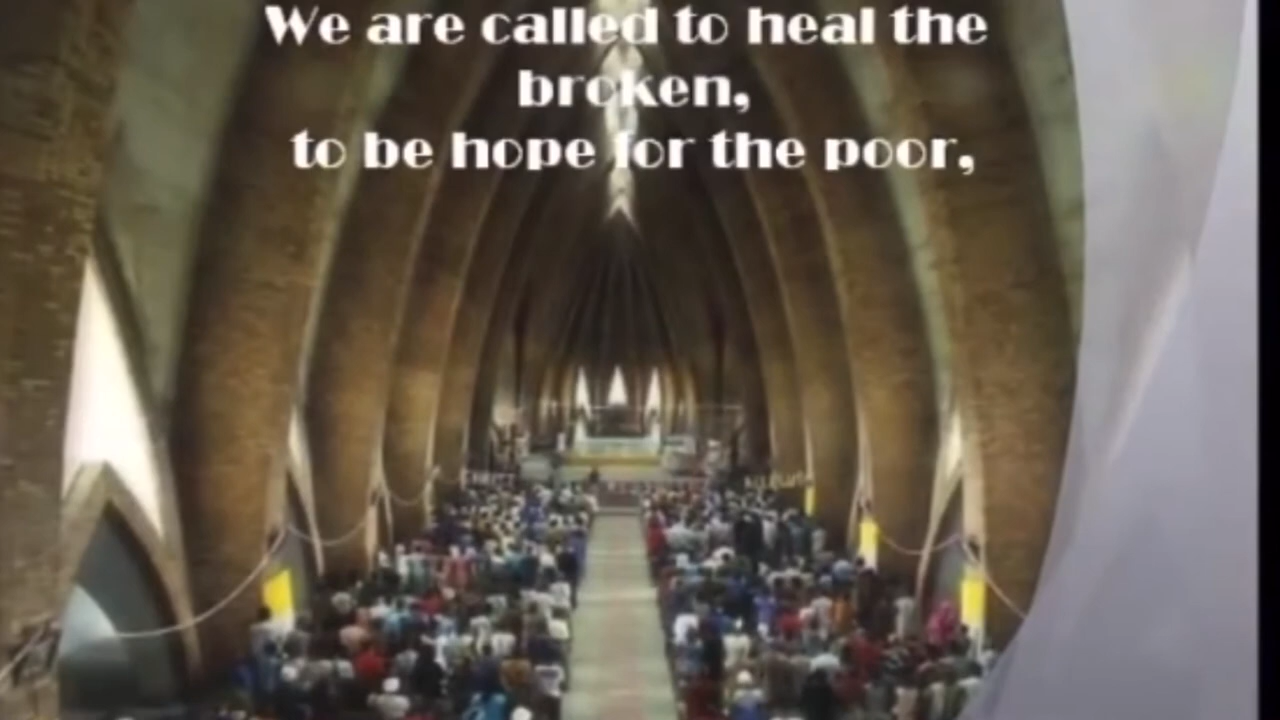 We are called to heal the
broken,
to be hope for the poor,